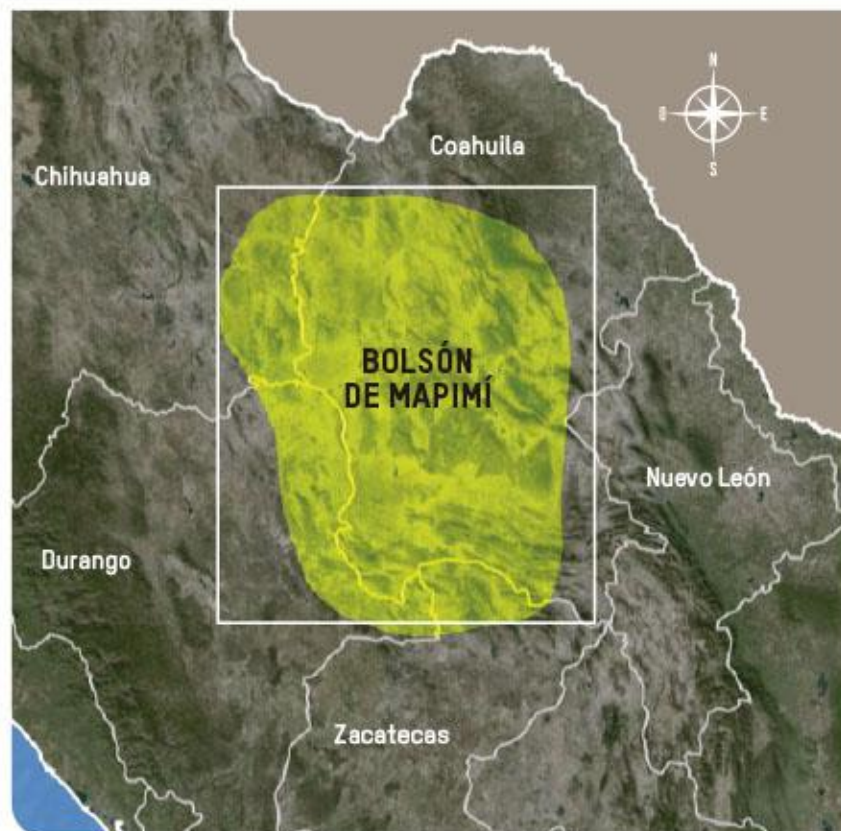 N
O
E
S
Coahuila
Chihuahua
BOLSÓN
DE MAPIMÍ
Nuevo León
Durango
Zacatecas